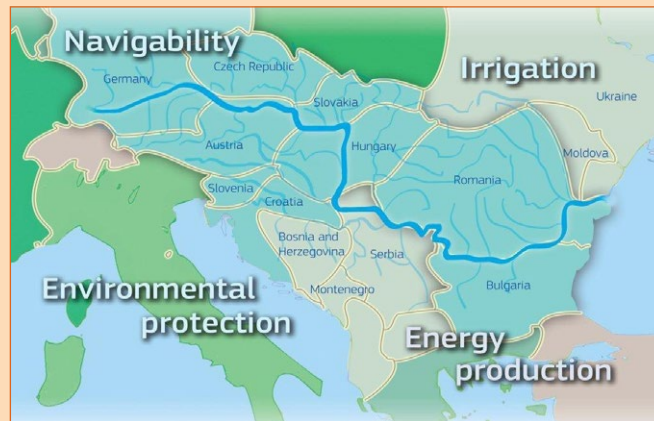 Navigability
Germany
Czech Republic
Irrigation
Slovakia
Ukraine
Austria
Hungary
Moldova
Romania
Slovenia
Croatia
Bosnia and
Herzegovina
Serbia
Montenegro
Bulgaria
Environmental
protection
Energy
production